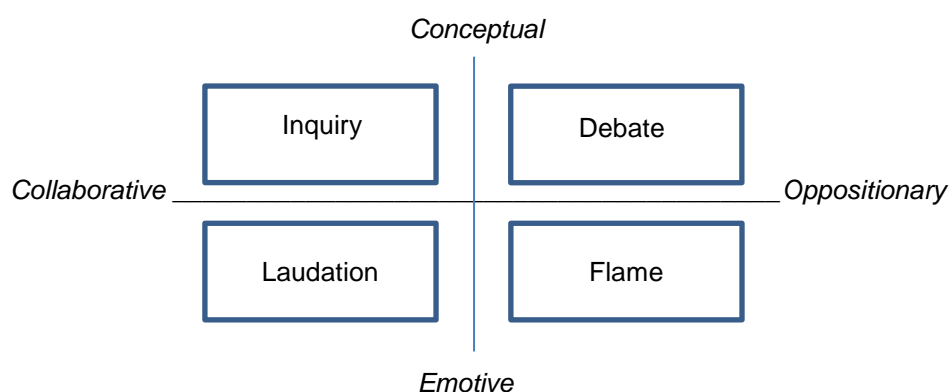 Conceptual
Inquiry Debate
Collaborative Oppositionary
Laudation Flame
Emotive